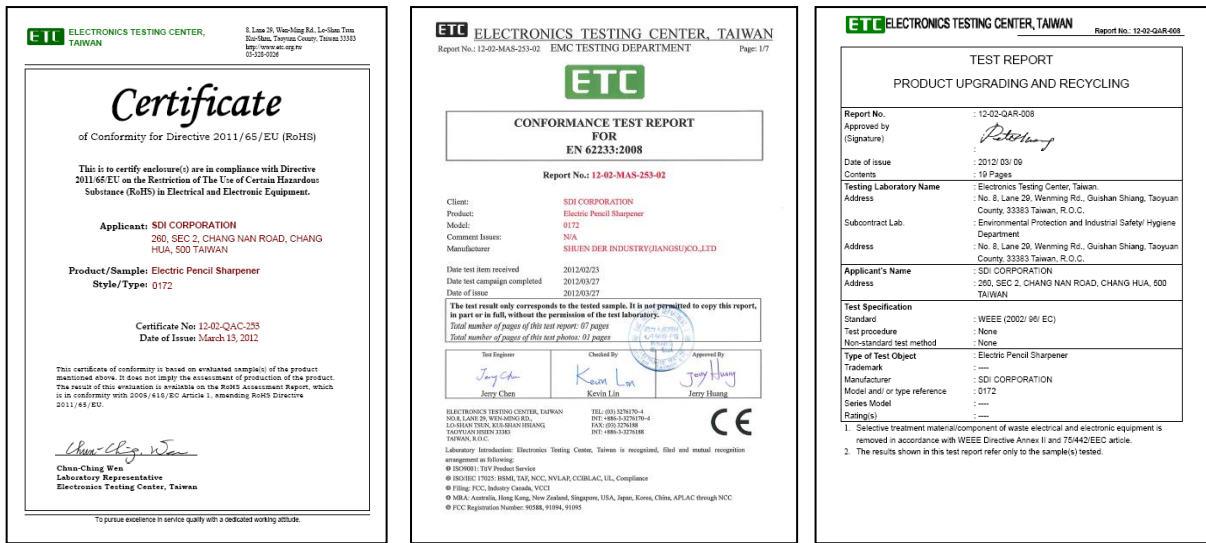 ETC ELECTRONICS TESTING CENTER,
TAIWAN
8. Lane 29, Wen-Ming Rd., Lo-Shan Tsun
Kui-Shan, Taoyuan County, Taiwan 33383
http://www.etc.org.tw
03-328-0026
Certificate
of Conformity for Directive 2011/65/EU (RoHS)
This is to certify enclosure(s) are in compliance with Directive
2011/65/EU on the Restriction of The Use of Certain Hazardous
Substance (RoHS) in Electrical and Electronic Equipment.
Applicant: SDI CORPORATION
260, SEC 2, CHANG NAN ROAD, CHANG
HUA, 500 TAIWAN
Product/Sample: Electric Pencil Sharpener
Style/Type: 0172
Certificate No: 12-02-QAC-253
Date of Issue: March 13, 2012
This certificate of conformity is based on evaluated sample(s) of the product
mentioned above. It does not imply the assessment of production of the product.
The result of this evaluation is available on the RoHS Assessment Report, which
is in conformity with 2005/618/EC Article 1, amending RoHS Directive
2011/65/EU.
Chun-Ching Wen
Chun-Ching Wen
Laboratory Representative
Electronics Testing Center, Taiwan
To pursue excellence in service quality with a dedicated working attitude.
ETC ELECTRONICS TESTING CENTER, TAIWAN
Report No.: 12-02-MAS-253-02 EMC TESTING DEPARTMENT Page: 1/7
ETC
CONFORMANCE TEST REPORT
FOR
EN 62233:2008
Report No.: 12-02-MAS-253-02
Client: SDI CORPORATION
Product: Electric Pencil Sharpener
Model: 0172
Comment Issues: N/A
Manufacturer SHUEN DER INDUSTRY(JIANGSU)CO.,LTD
Date test item received 2012/02/23
Date test campaign completed 2012/03/27
Date of issue 2012/03/27
The test result only corresponds to the tested sample. It is not permitted to copy this report,
in part or in full, without the permission of the test laboratory.
Total number of pages of this test report: 07 pages
Total number of pages of this test photos: 01 pages
Test Engineer Checked By Approved By
Jerry Chen Kevin Lin Jerry Huang
Jerry Chen Kevin Lin Jerry Huang
ELECTRONICS TESTING CENTER, TAIWAN
NO.8, LANE 29, WEN-MING RD.,
LO-SHAN TSUN, KUI-SHAN HSIANG,
TAOYUAN HSIEN 33383
TAIWAN, R.O.C.
TEL: (03) 3276170~4
INT: +886-3-3276170~4
FAX: (03) 3276188
INT: +886-3-3276188
CE
Laboratory Introduction: Electronics Testing Center, Taiwan is recognized, filed and mutual recognition
arrangement as following:
ISO9001: TüV Product Service
ISO/IEC 17025: BSMI, TAF, NCC, NVLAP, CCIBLAC, UL, Compliance
Filing: FCC, Industry Canada, VCCI
MRA: Australia, Hong Kong, New Zealand, Singapore, USA, Japan, Korea, China, APLAC through NCC
FCC Registration Number: 90588, 91094, 91095
ETC ELECTRONICS TESTING CENTER, TAIWAN
Report No.: 12-02-QAR-008
TEST REPORT
PRODUCT UPGRADING AND RECYCLING
Report No. : 12-02-QAR-008
Approved by
(Signature) :
Date of issue : 2012/ 03/ 09
Contents : 19 Pages
Testing Laboratory Name : Electronics Testing Center, Taiwan.
Address : No. 8, Lane 29, Wenming Rd., Guishan Shiang, Taoyuan
County, 33383 Taiwan, R.O.C.
Subcontract Lab. : Environmental Protection and Industrial Safety/ Hygiene
Department
Address : No. 8, Lane 29, Wenming Rd., Guishan Shiang, Taoyuan
County, 33383 Taiwan, R.O.C.
Applicant's Name : SDI CORPORATION
Address : 260, SEC 2, CHANG NAN ROAD, CHANG HUA, 500
TAIWAN
Test Specification
Standard : WEEE (2002/ 96/ EC)
Test procedure : None
Non-standard test method : None
Type of Test Object : Electric Pencil Sharpener
Trademark : ----
Manufacturer : SDI CORPORATION
Model and/ or type reference : 0172
Series Model : ----
Rating(s) : ----
1. Selective treatment material/component of waste electrical and electronic equipment is
removed in accordance with WEEE Directive Annex II and 75/442/EEC article.
2. The results shown in this test report refer only to the sample(s) tested.